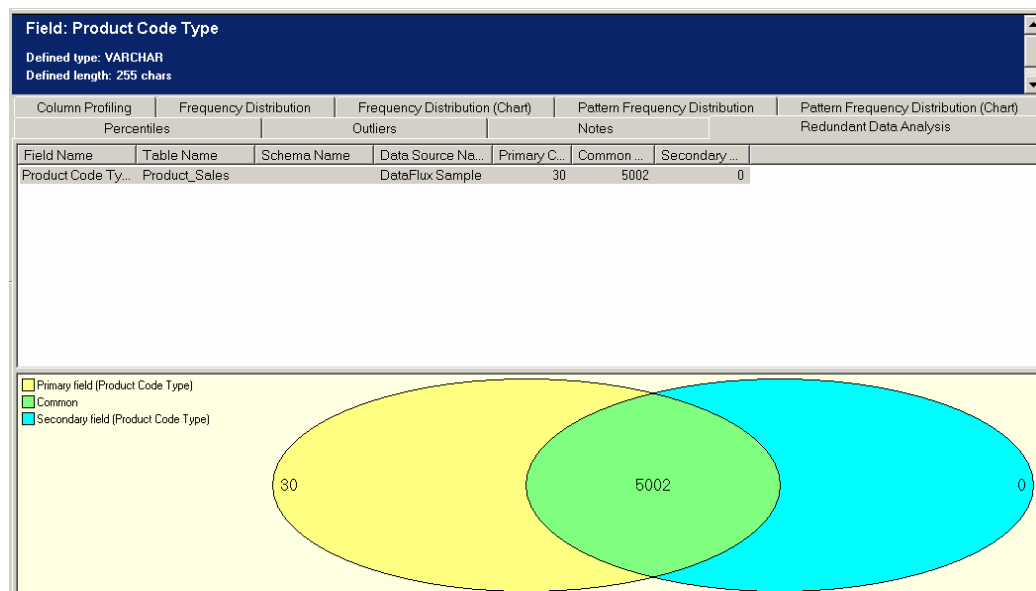 Field: Product Code Type
Defined type: VARCHAR
Defined length: 255 chars
Column Profiling Frequency Distribution Frequency Distribution (Chart) Pattern Frequency Distribution Pattern Frequency Distribution (Chart)
Percentiles Outliers Notes Redundant Data Analysis
Field Name Table Name Schema Name Data Source Na... Primary C... Common ... Secondary ...
Product Code Ty... Product_Sales DataFlux Sample 30 5002 0
Primary field (Product Code Type)
Common
Secondary field (Product Code Type)
30 5002 0